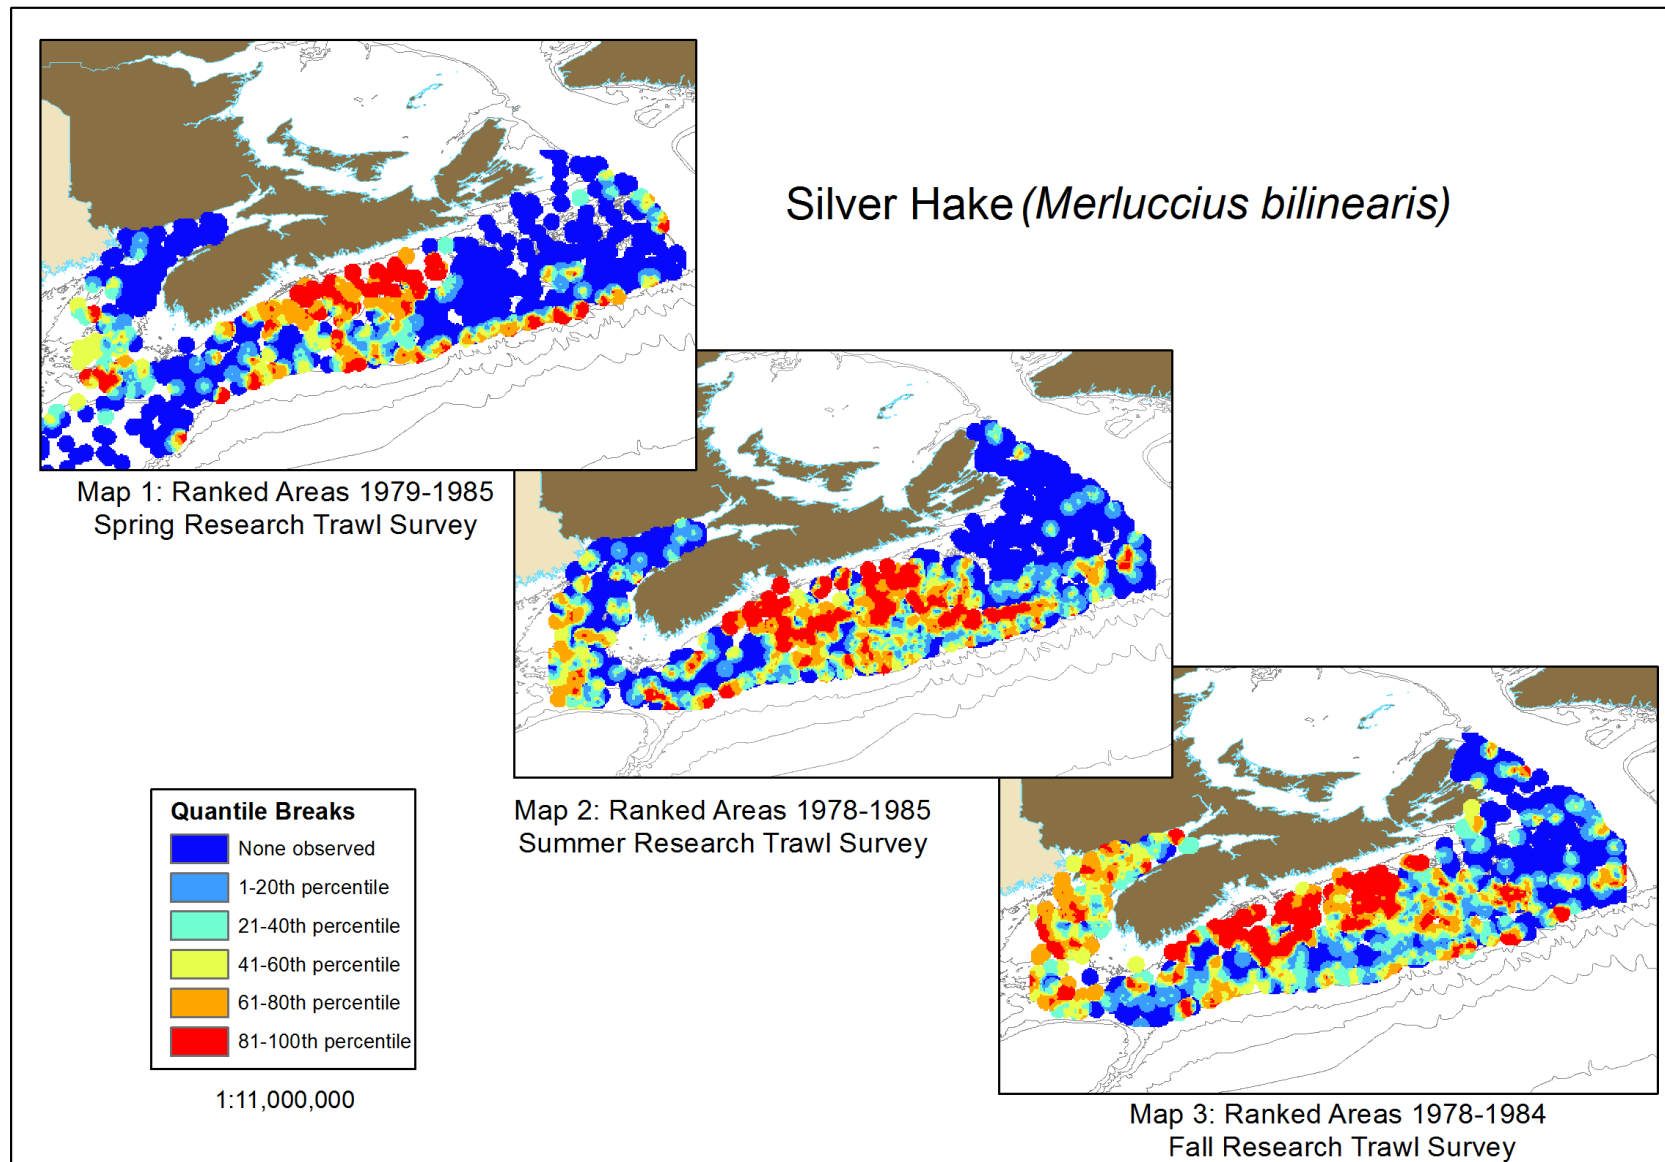 Silver Hake (Merluccius bilinearis)
Map 1: Ranked Areas 1979-1985
Spring Research Trawl Survey
Map 2: Ranked Areas 1978-1985
Summer Research Trawl Survey
Quantile Breaks
None observed
1-20th percentile
21-40th percentile
41-60th percentile
61-80th percentile
81-100th percentile
1:11,000,000
Map 3: Ranked Areas 1978-1984
Fall Research Trawl Survey